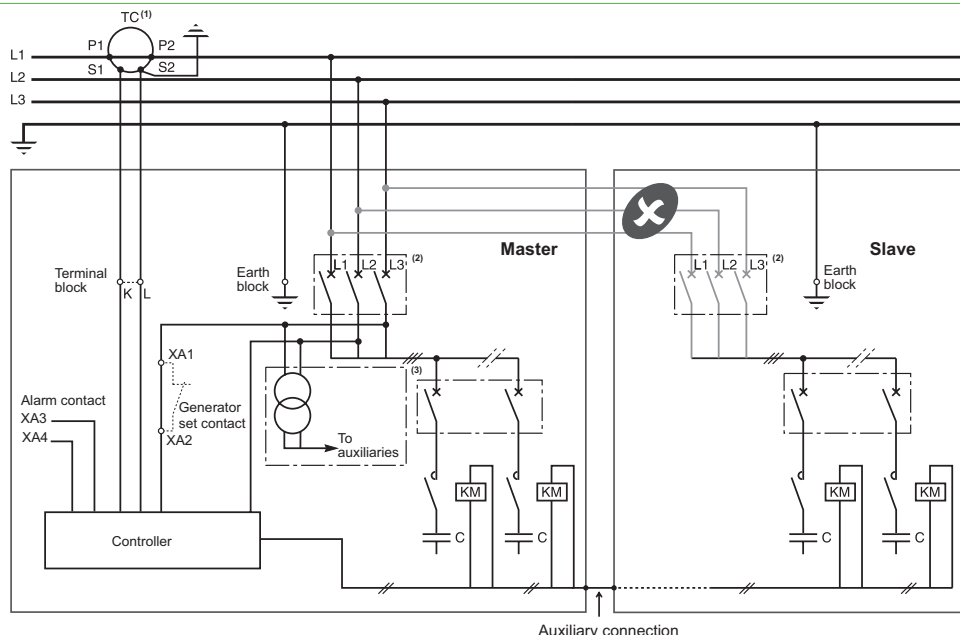 TC (1)
P1 P2
L1
S1 S2
L2
L3
Master
Slave
L1 L2 L3 (2)
L1 L2 L3 (2)
Terminal
block
K L
Earth
block
Earth
block
XA1
(3)
Alarm contact
XA3
XA4
Generator
set contact
XA2
To
auxiliaries
KM
KM
KM
KM
C
C
C
C
Controller
Auxiliary connection